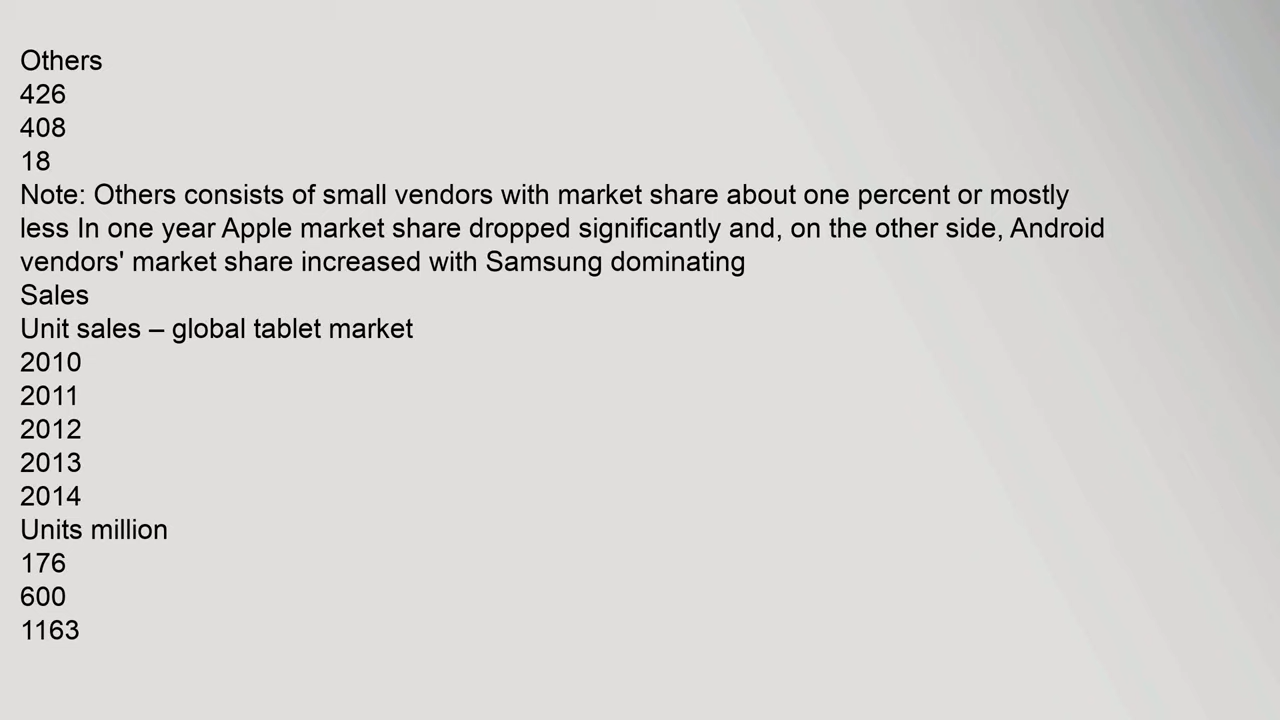 Others
426
408
18
Note: Others consists of small vendors with market share about one percent or mostly
less In one year Apple market share dropped significantly and, on the other side, Android
vendors' market share increased with Samsung dominating
Sales
Unit sales – global tablet market
2010
2011
2012
2013
2014
Units million
176
600
1163